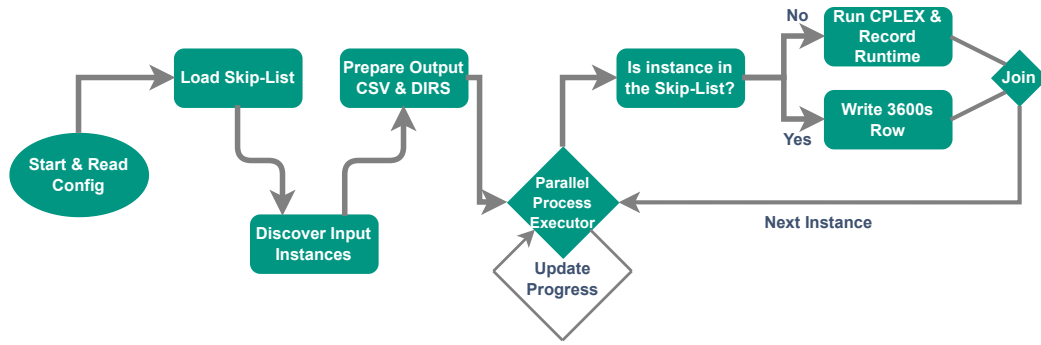 Start & Read
Config
Load Skip-List
Discover Input
Instances
Prepare Output
CSV & DIRS
Parallel
Process
Executor
Update
Progress
Is instance in
the Skip-List?
No
Run CPLEX &
Record
Runtime
Yes
Write 3600s
Row
Join
Next Instance